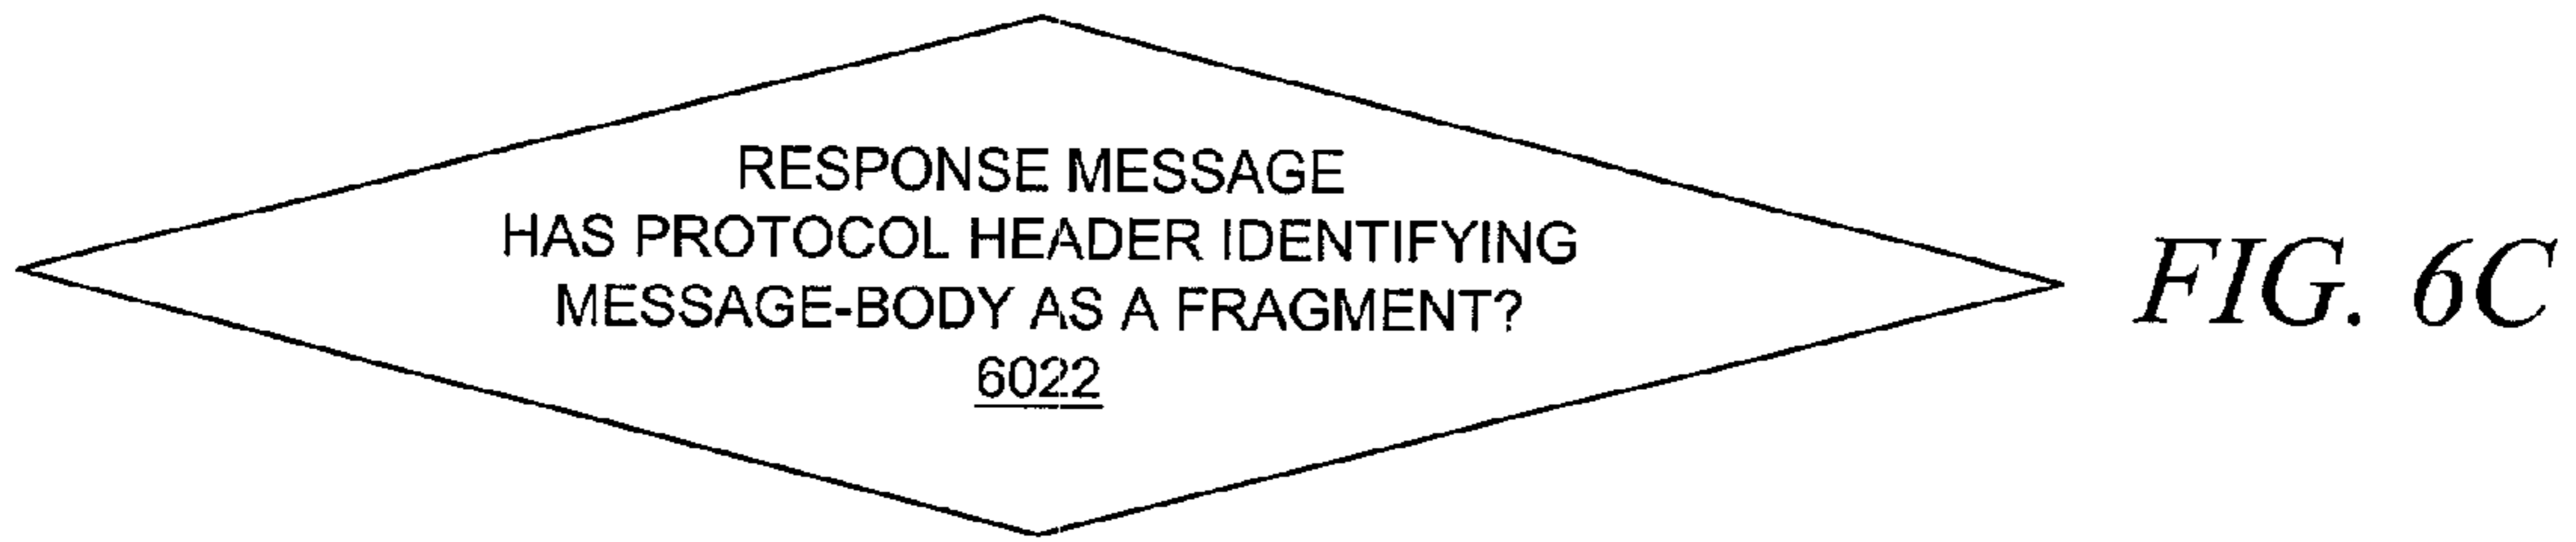 RESPONSE MESSAGE
HAS PROTOCOL HEADER IDENTIFYING
MESSAGE-BODY AS A FRAGMENT?
6022
FIG. 6C